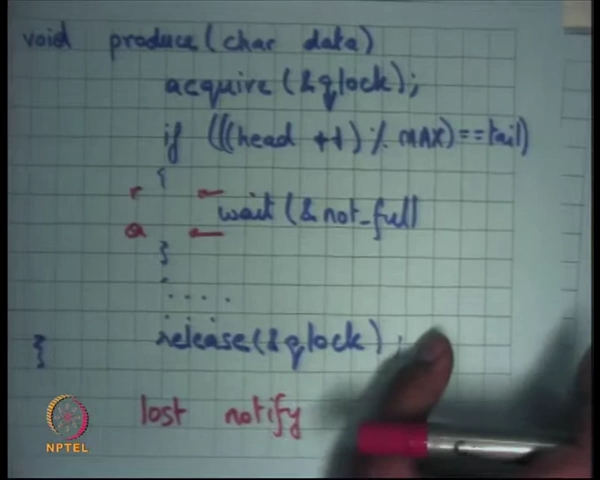 void produce(char data)
acquire(&qlock);
if (((head +1) % MAX)==tail)
{
r ←
wait (&not_full
a ←
}
. . . . .
. . .
release(&qlock);
}
lost notify
NPTEL